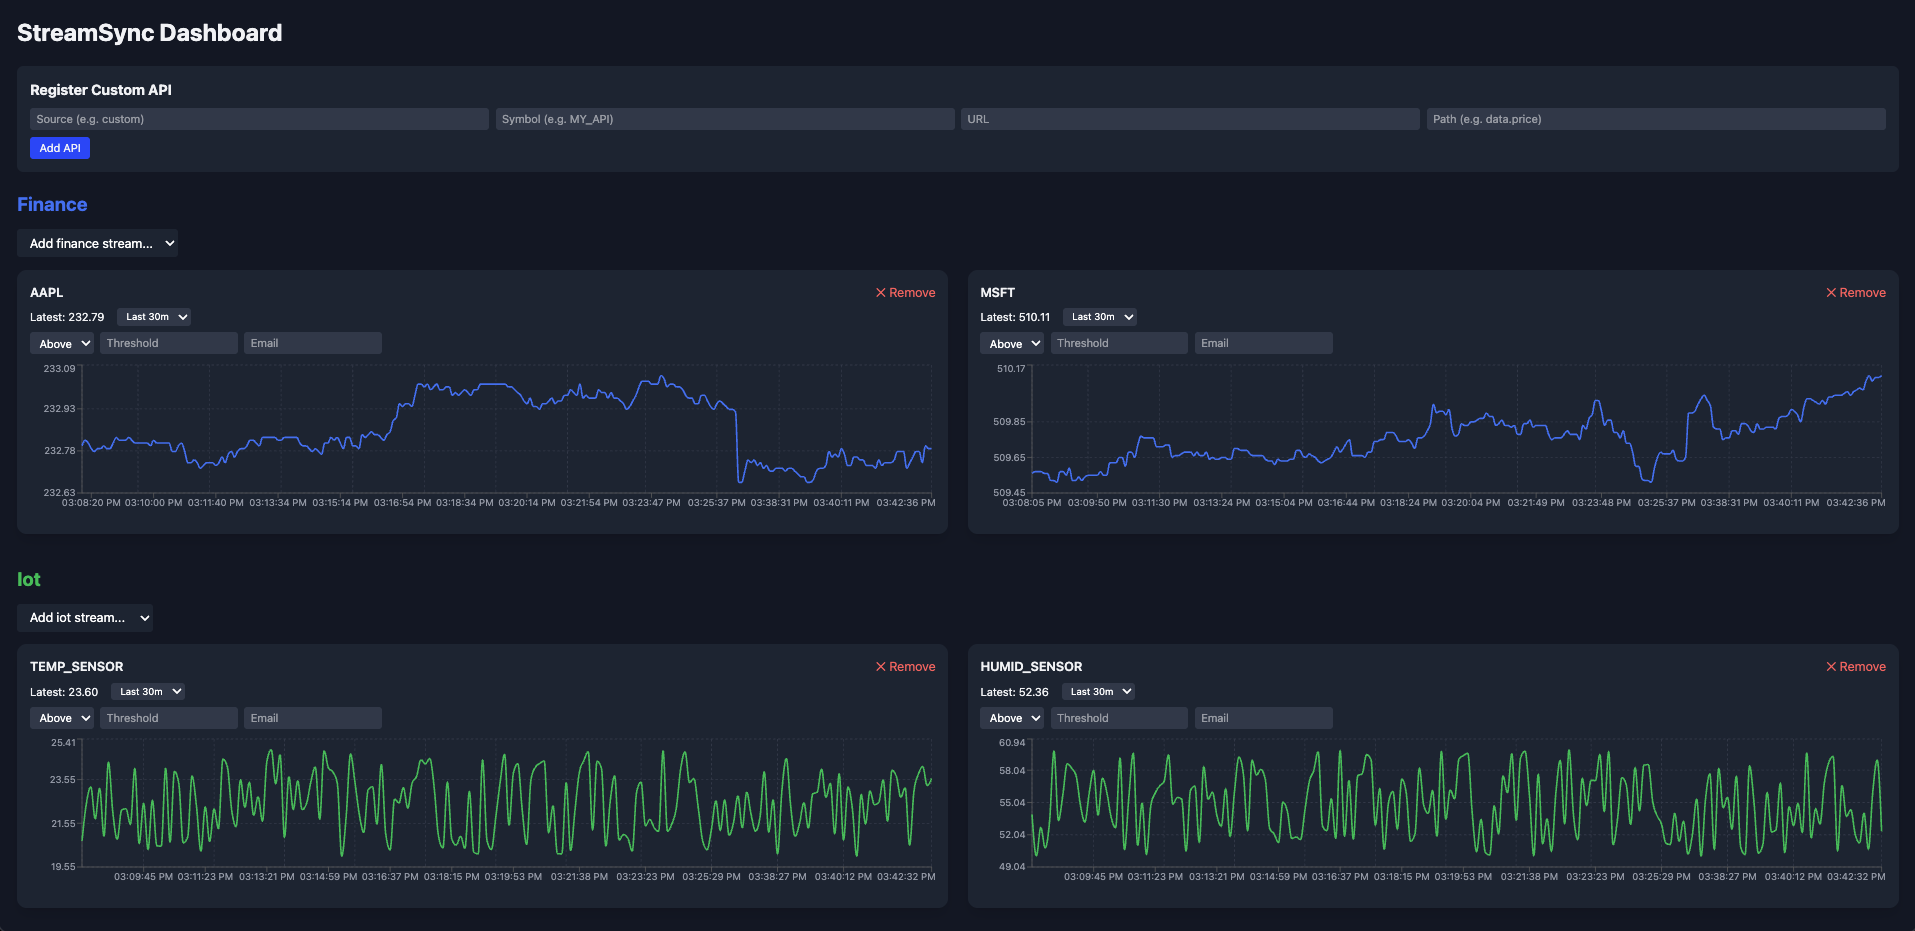 StreamSync Dashboard
Register Custom API
Source (e.g. custom) Symbol (e.g. MY_API) URL Path (e.g. data.price)
Add API
Finance
Add finance stream...
AAPL Remove
Latest: 232.79 Last 30m
Above Threshold Email
233.09
232.93
232.78
232.63
03:08:20 PM 03:10:00 PM 03:11:40 PM 03:13:34 PM 03:15:14 PM 03:16:54 PM 03:18:34 PM 03:20:14 PM 03:21:54 PM 03:23:47 PM 03:25:37 PM 03:38:31 PM 03:40:11 PM 03:42:36 PM
MSFT Remove
Latest: 510.11 Last 30m
Above Threshold Email
510.17
509.85
509.65
509.45
03:08:05 PM 03:09:50 PM 03:11:30 PM 03:13:24 PM 03:15:04 PM 03:16:44 PM 03:18:24 PM 03:20:04 PM 03:21:49 PM 03:23:48 PM 03:25:37 PM 03:38:31 PM 03:40:11 PM 03:42:36 PM
Iot
Add iot stream...
TEMP_SENSOR Remove
Latest: 23.60 Last 30m
Above Threshold Email
25.41
23.55
21.55
19.55
03:09:45 PM 03:11:23 PM 03:13:21 PM 03:14:59 PM 03:16:37 PM 03:18:15 PM 03:19:53 PM 03:21:38 PM 03:23:23 PM 03:25:29 PM 03:38:27 PM 03:40:12 PM 03:42:32 PM
HUMID_SENSOR Remove
Latest: 52.36 Last 30m
Above Threshold Email
60.94
58.04
55.04
52.04
49.04
03:09:45 PM 03:11:23 PM 03:13:21 PM 03:14:59 PM 03:16:37 PM 03:18:15 PM 03:19:53 PM 03:21:38 PM 03:23:23 PM 03:25:29 PM 03:38:27 PM 03:40:12 PM 03:42:32 PM